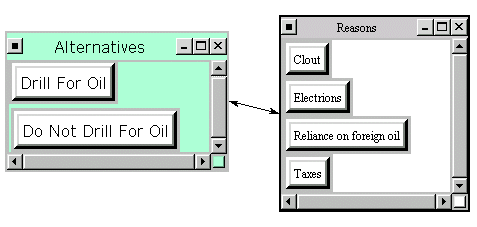 Alternatives
Drill For Oil
Do Not Drill For Oil
Reasons
Clout
Electrions
Reliance on foreign oil
Taxes